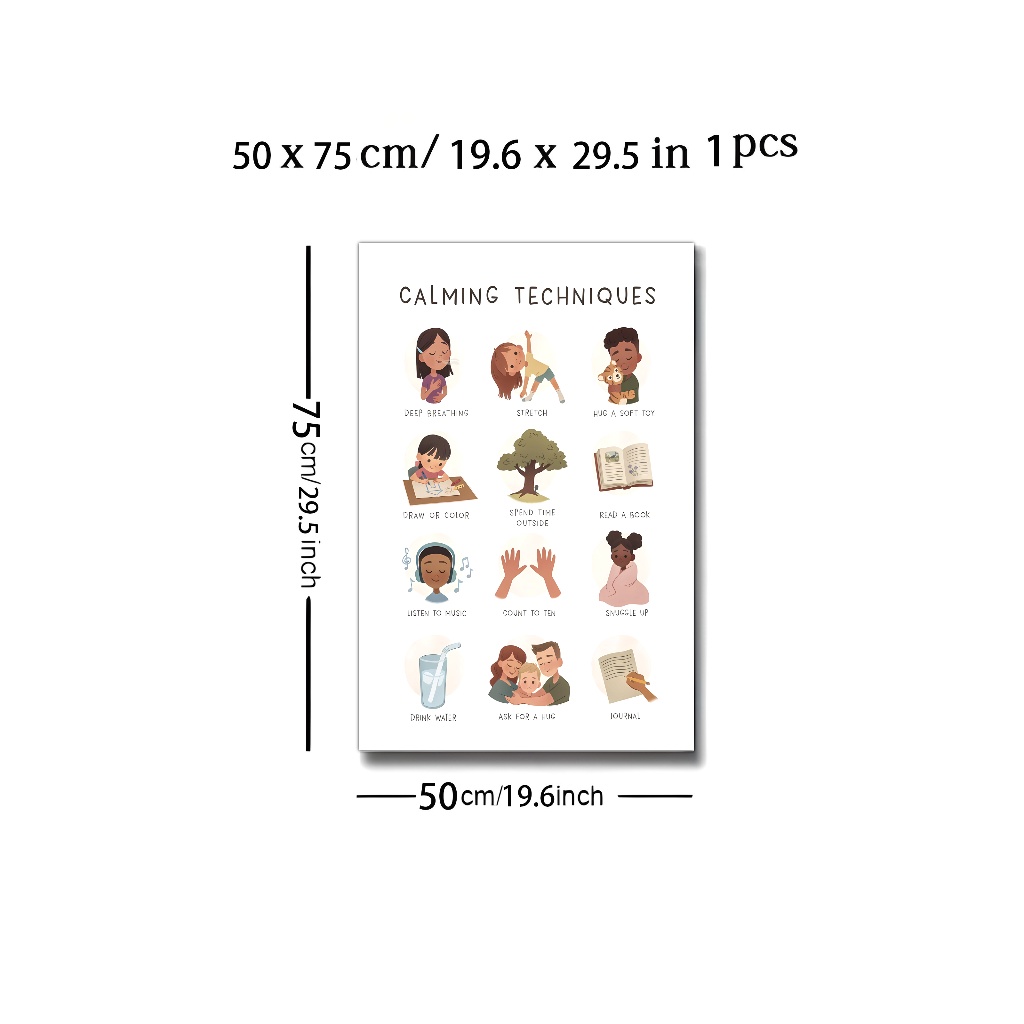 50 x 75 cm/ 19.6 x 29.5 in 1 pcs
CALMING TECHNIQUES
DEEP BREATHING
STRETCH
HUG A SOFT TOY
DRAW OR COLOR
SPEND TIME
OUTSIDE
READ A BOOK
LISTEN TO MUSIC
COUNT TO TEN
SNUGGLE UP
DRINK WATER
ASK FOR A HUG
JOURNAL
75cm/29.5inch
50cm/19.6inch